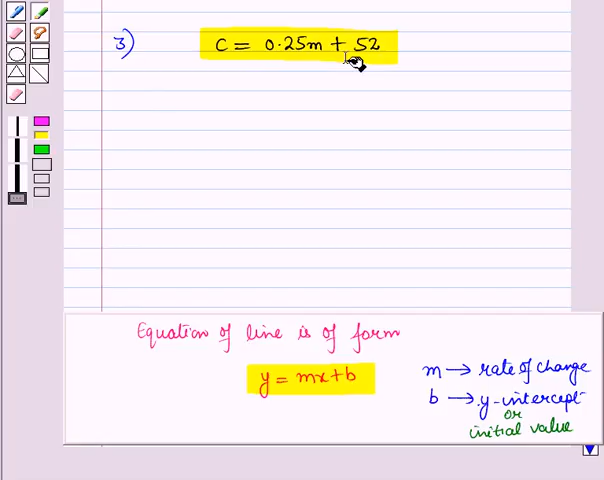 3) C = 0.25m + 52
Equation of line is of form
y = mx+b
m → rate of change
b → y-intercept
or
initial value